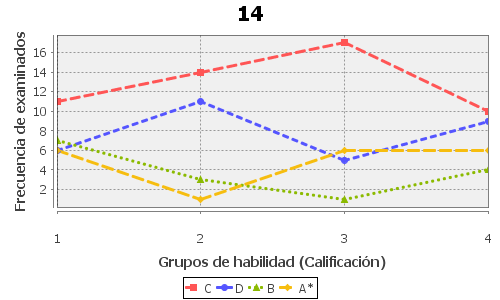 14
Frecuencia de examinados
16
14
12
10
8
6
4
2
1 2 3 4
Grupos de habilidad (Calificación)
C D B A*